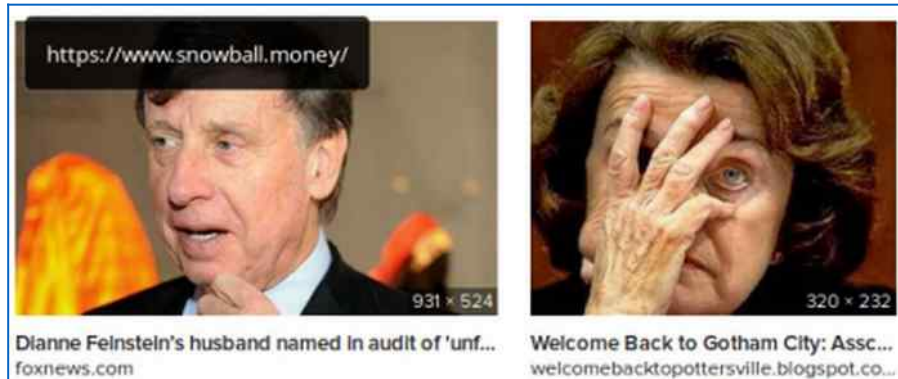 https://www.snowball.money/
931 × 524
320 × 232
Dianne Feinstein's husband named in audit of 'unf...
Welcome Back to Gotham City: Assc...
foxnews.com
welcomebacktopottersville.blogspot.co...